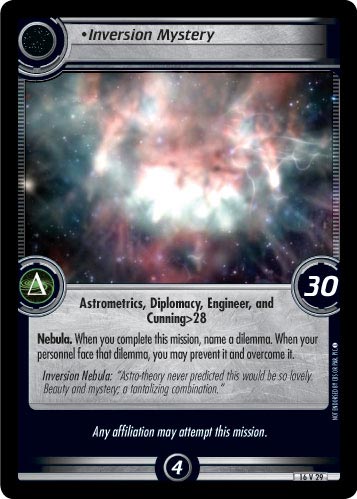 •Inversion Mystery
Δ
30
Astrometrics, Diplomacy, Engineer, and
Cunning>28
Nebula. When you complete this mission, name a dilemma. When your
personnel face that dilemma, you may prevent it and overcome it.
Inversion Nebula: "Astro-theory never predicted this would be so lovely.
Beauty and mystery; a tantalizing combination."
Any affiliation may attempt this mission.
4
16 V 29